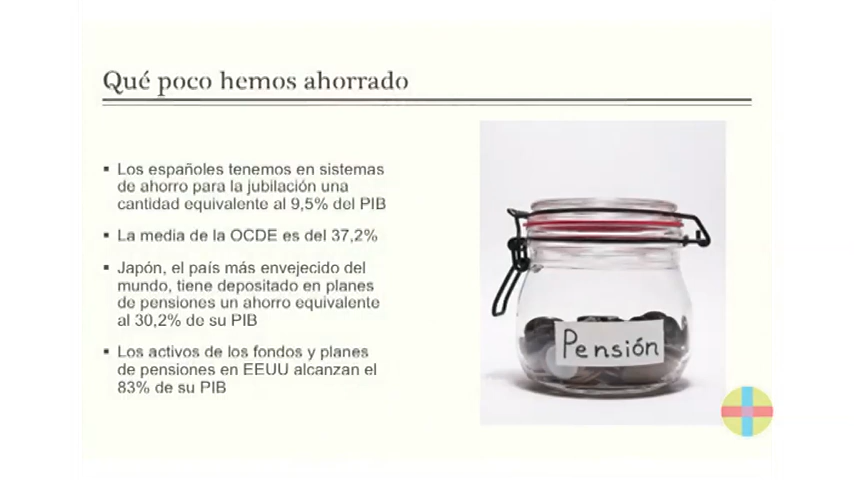 Qué poco hemos ahorrado
▪ Los españoles tenemos en sistemas
de ahorro para la jubilación una
cantidad equivalente al 9,5% del PIB
▪ La media de la OCDE es del 37,2%
▪ Japón, el país más envejecido del
mundo, tiene depositado en planes
de pensiones un ahorro equivalente
al 30,2% de su PIB
▪ Los activos de los fondos y planes
de pensiones en EEUU alcanzan el
83% de su PIB
Pensión